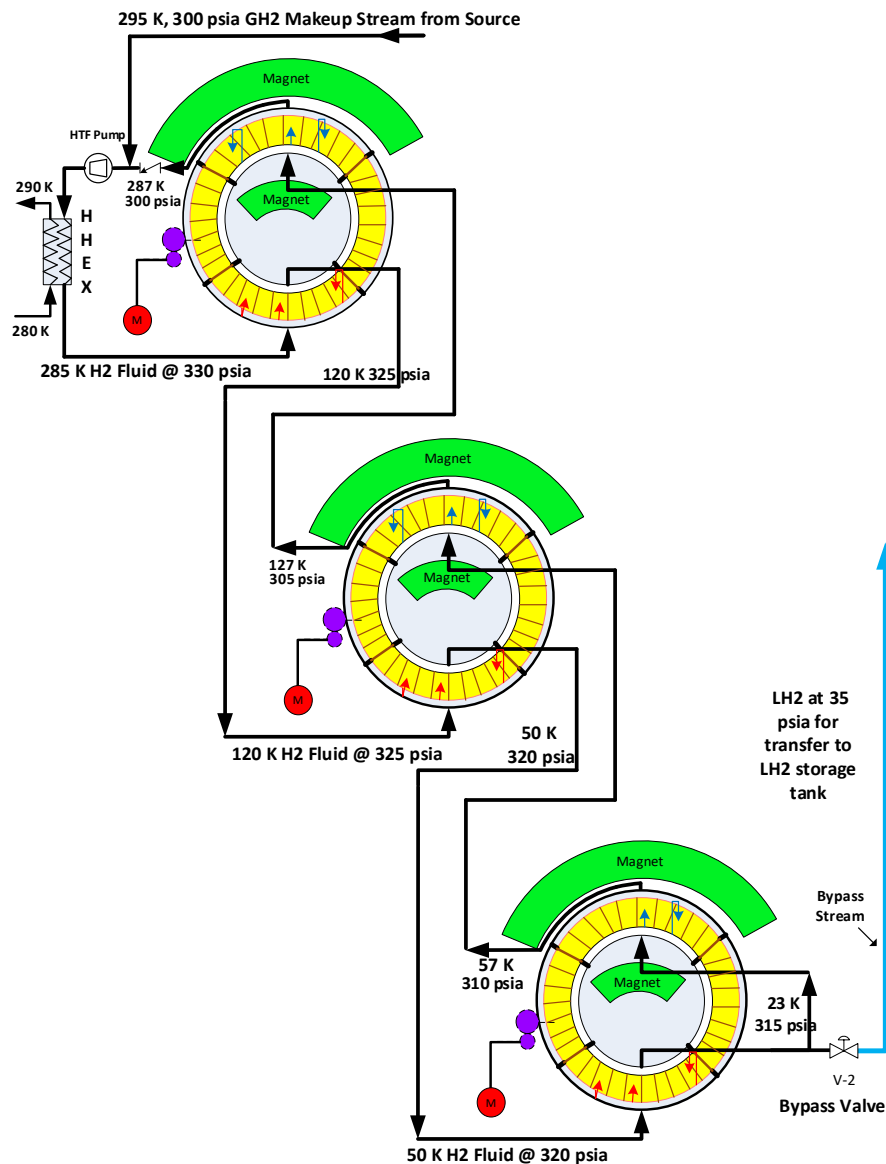 295 K, 300 psia GH2 Makeup Stream from Source
Magnet
HTF Pump
290 K
287 K
300 psia
H
H
E
X
Magnet
M
280 K
285 K H2 Fluid @ 330 psia
120 K 325 psia
Magnet
127 K
305 psia
Magnet
M
120 K H2 Fluid @ 325 psia
50 K
320 psia
LH2 at 35
psia for
transfer to
LH2 storage
tank
Magnet
Bypass
Stream
57 K
310 psia
Magnet
23 K
315 psia
M
V-2
Bypass Valve
50 K H2 Fluid @ 320 psia